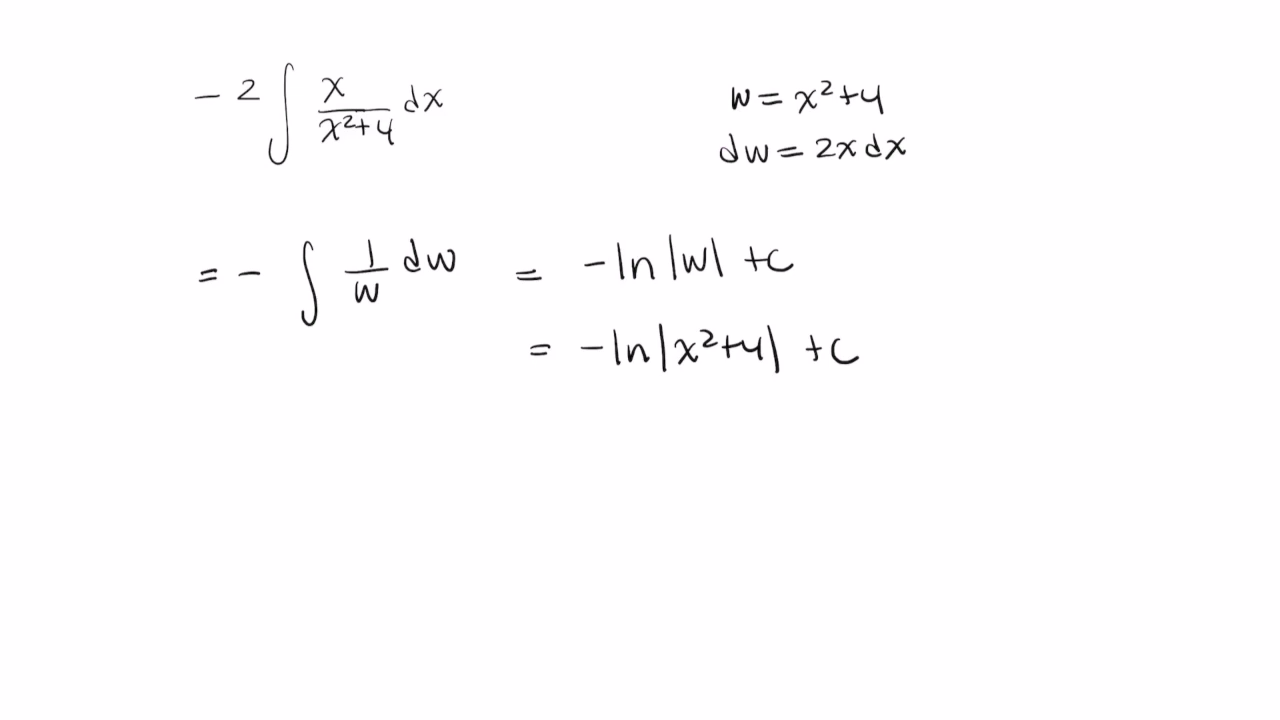 -2 ∫ x/(x²+4) dx
w = x²+4
dw = 2x dx
= - ∫ 1/w dw = -ln|w| +c
= -ln|x²+4| +c